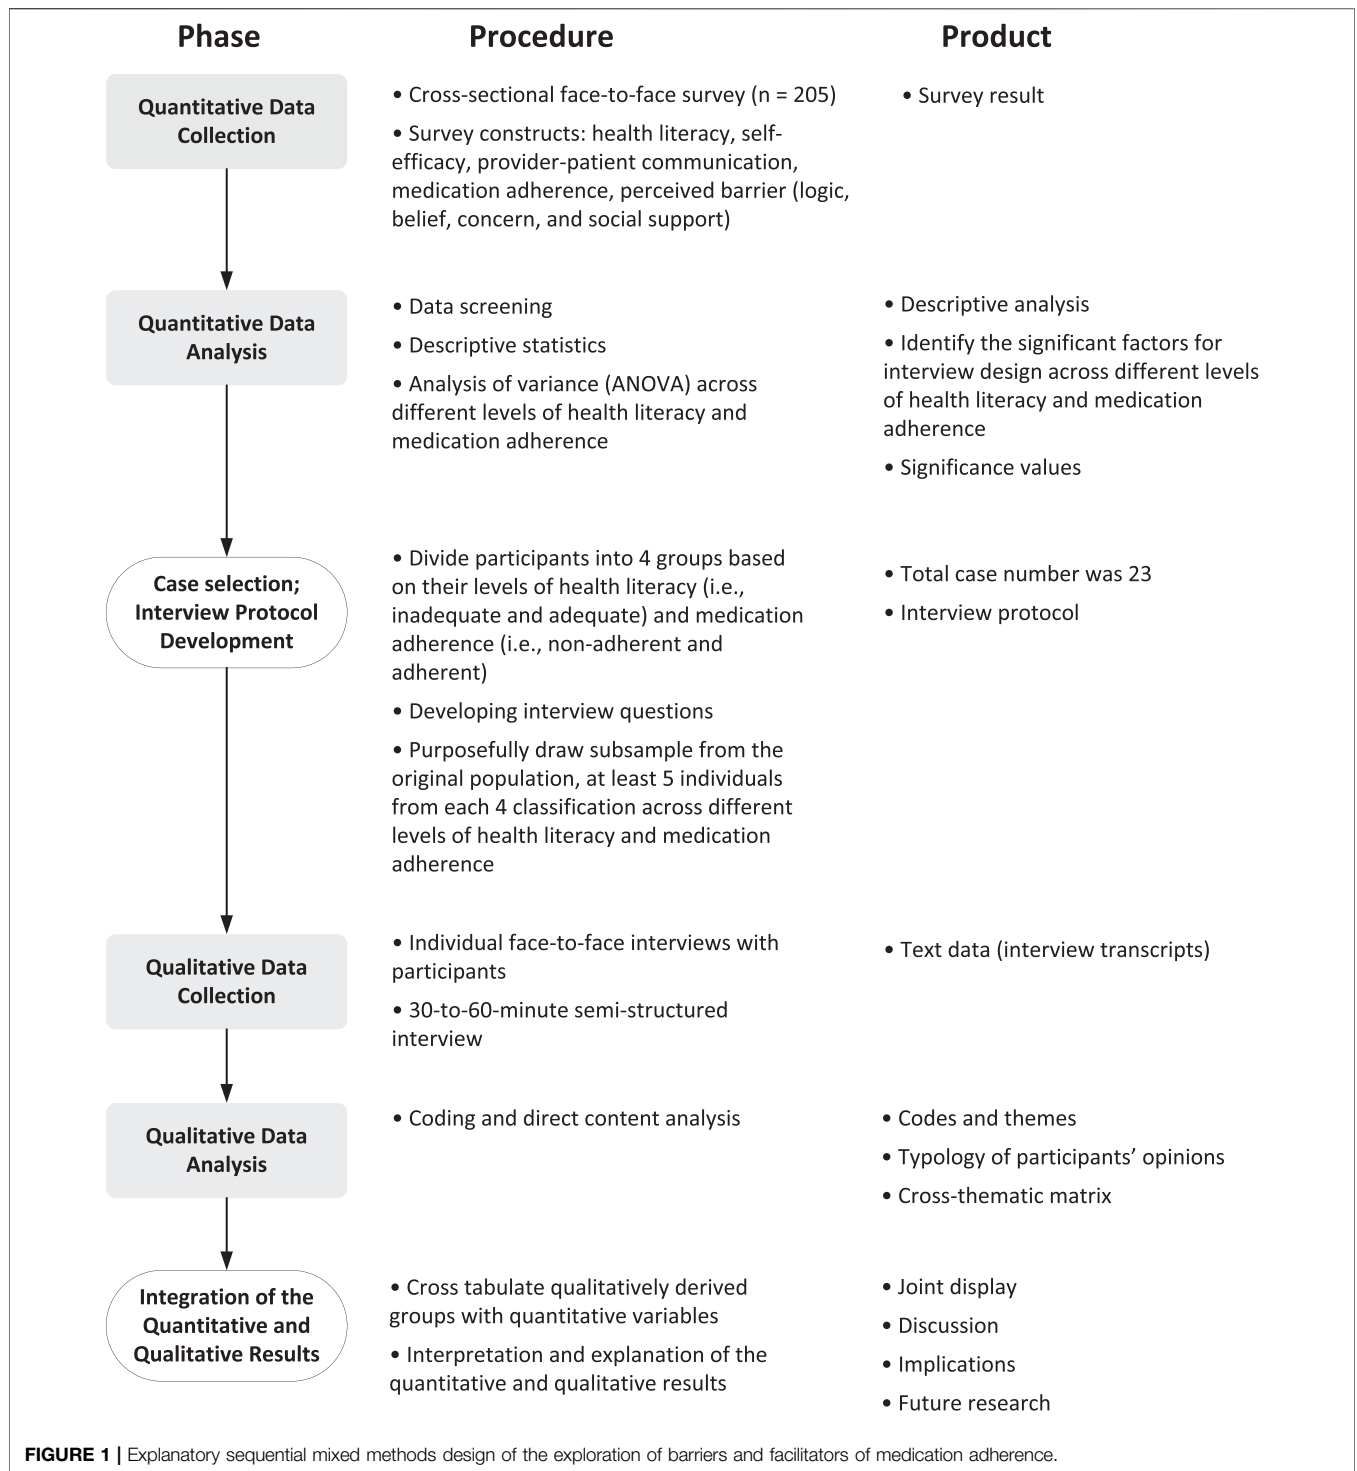 Phase
Procedure
Product
Quantitative Data
Collection
• Cross-sectional face-to-face survey (n = 205)
• Survey constructs: health literacy, self-
efficacy, provider-patient communication,
medication adherence, perceived barrier (logic,
belief, concern, and social support)
• Survey result
Quantitative Data
Analysis
• Data screening
• Descriptive statistics
• Analysis of variance (ANOVA) across
different levels of health literacy and
medication adherence
• Descriptive analysis
• Identify the significant factors for
interview design across different levels
of health literacy and medication
adherence
• Significance values
Case selection;
Interview Protocol
Development
• Divide participants into 4 groups based
on their levels of health literacy (i.e.,
inadequate and adequate) and medication
adherence (i.e., non-adherent and
adherent)
• Developing interview questions
• Purposefully draw subsample from the
original population, at least 5 individuals
from each 4 classification across different
levels of health literacy and medication
adherence
• Total case number was 23
• Interview protocol
Qualitative Data
Collection
• Individual face-to-face interviews with
participants
• 30-to-60-minute semi-structured
interview
• Text data (interview transcripts)
Qualitative Data
Analysis
• Coding and direct content analysis
• Codes and themes
• Typology of participants’ opinions
• Cross-thematic matrix
Integration of the
Quantitative and
Qualitative Results
• Cross tabulate qualitatively derived
groups with quantitative variables
• Interpretation and explanation of the
quantitative and qualitative results
• Joint display
• Discussion
• Implications
• Future research
FIGURE 1 | Explanatory sequential mixed methods design of the exploration of barriers and facilitators of medication adherence.